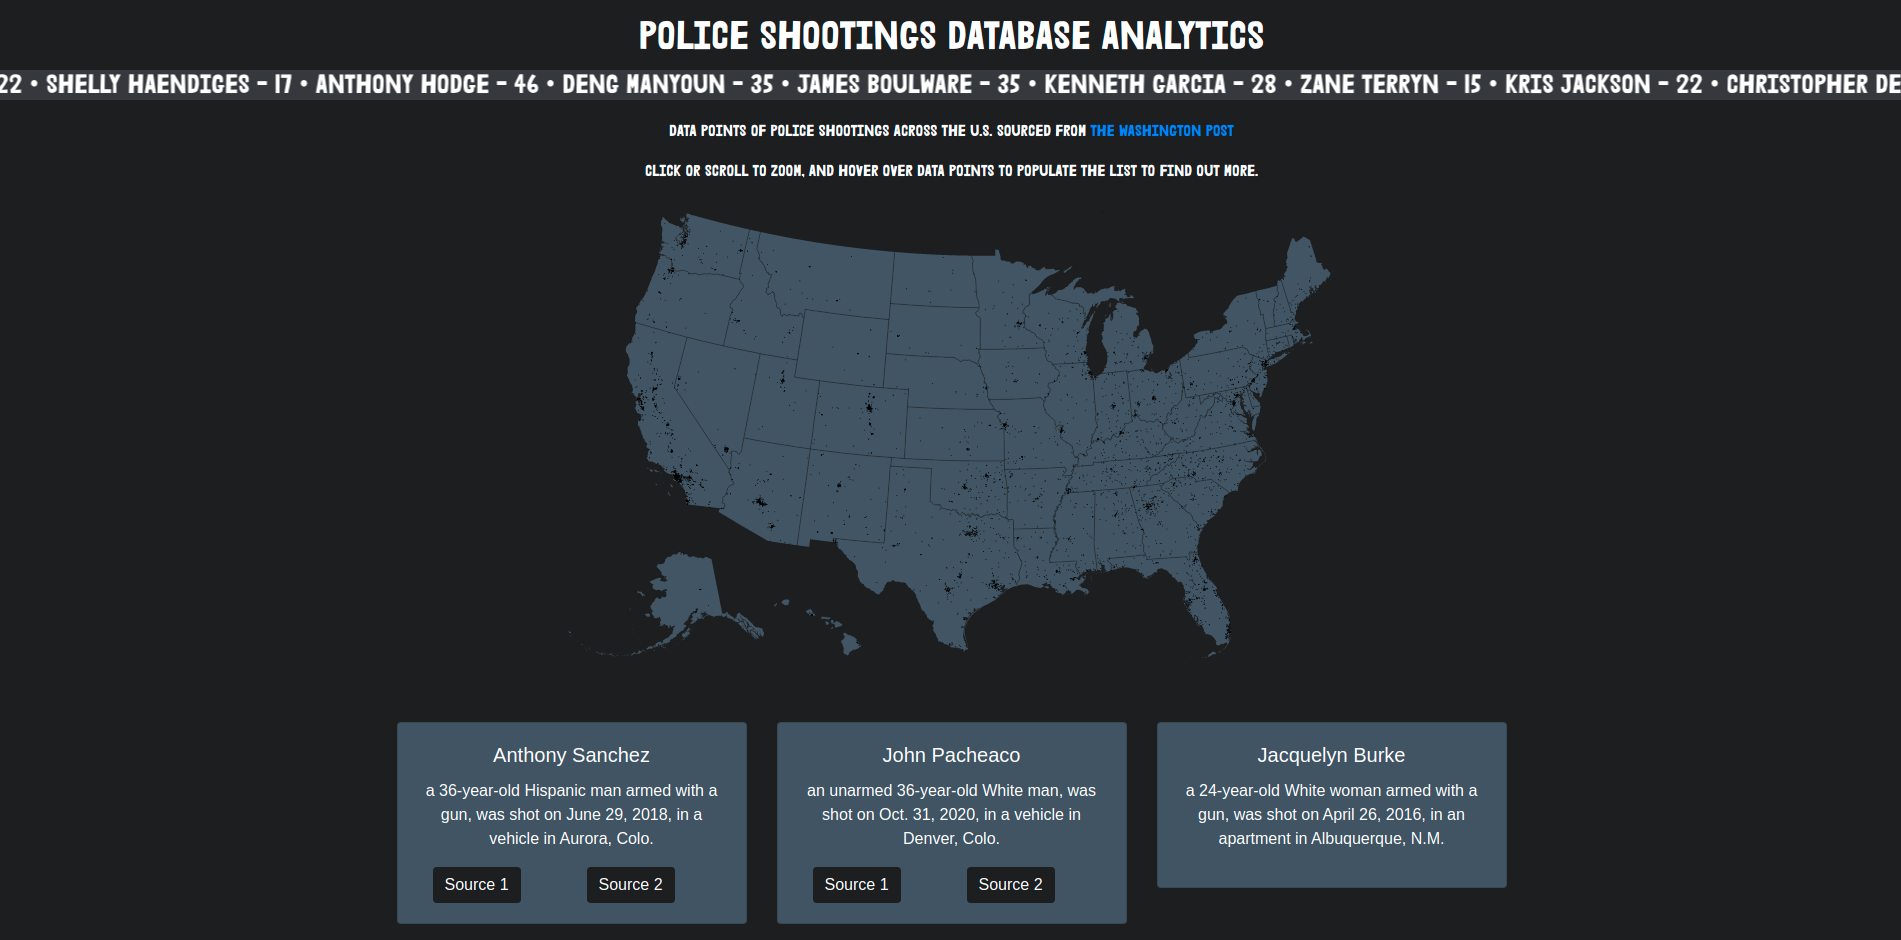 POLICE SHOOTINGS DATABASE ANALYTICS
22 • SHELLY HAENDIGES - 17 • ANTHONY HODGE - 46 • DENG MANYOUN - 35 • JAMES BOULWARE - 35 • KENNETH GARCIA - 28 • ZANE TERRYN - 15 • KRIS JACKSON - 22 • CHRISTOPHER DE
DATA POINTS OF POLICE SHOOTINGS ACROSS THE U.S. SOURCED FROM THE WASHINGTON POST
CLICK OR SCROLL TO ZOOM, AND HOVER OVER DATA POINTS TO POPULATE THE LIST TO FIND OUT MORE.
Anthony Sanchez
a 36-year-old Hispanic man armed with a
gun, was shot on June 29, 2018, in a
vehicle in Aurora, Colo.
Source 1
Source 2
John Pacheaco
an unarmed 36-year-old White man, was
shot on Oct. 31, 2020, in a vehicle in
Denver, Colo.
Source 1
Source 2
Jacquelyn Burke
a 24-year-old White woman armed with a
gun, was shot on April 26, 2016, in an
apartment in Albuquerque, N.M.